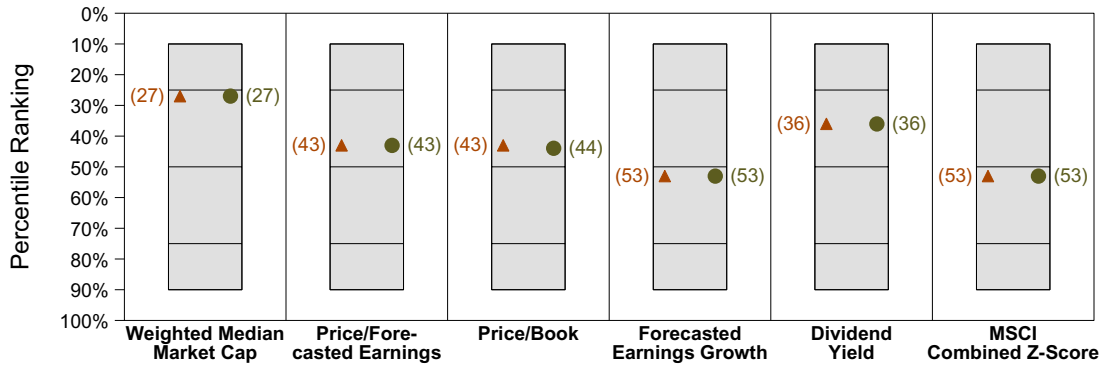 Percentile Ranking
0%
10%
20%
30%
40%
50%
60%
70%
80%
90%
100%
(27) (27)
(43) (43)
(43) (44)
(53) (53)
(36) (36)
(53) (53)
Weighted Median
Market Cap
Price/Fore-
casted Earnings
Price/Book
Forecasted
Earnings Growth
Dividend
Yield
MSCI
Combined Z-Score